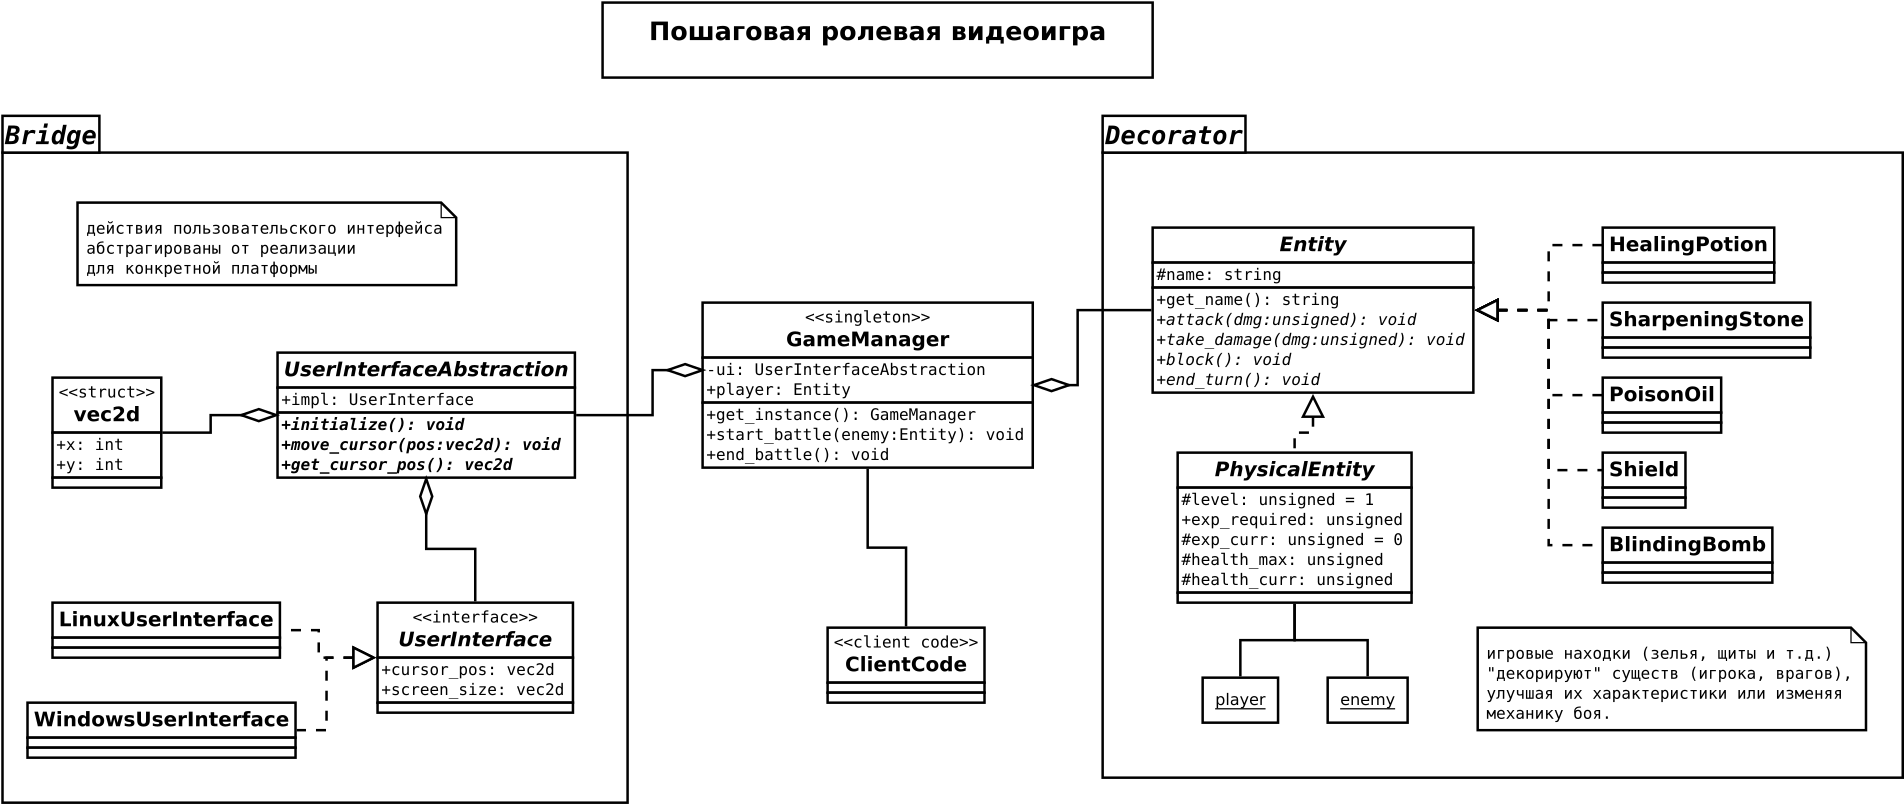 Пошаговая ролевая видеоигра
Bridge
действия пользовательского интерфейса
абстрагированы от реализации
для конкретной платформы
<<struct>>
vec2d
+x: int
+y: int
UserInterfaceAbstraction
+impl: UserInterface
+initialize(): void
+move_cursor(pos:vec2d): void
+get_cursor_pos(): vec2d
LinuxUserInterface
WindowsUserInterface
<<interface>>
UserInterface
+cursor_pos: vec2d
+screen_size: vec2d
<<singleton>>
GameManager
-ui: UserInterfaceAbstraction
+player: Entity
+get_instance(): GameManager
+start_battle(enemy:Entity): void
+end_battle(): void
<<client code>>
ClientCode
Decorator
Entity
#name: string
+get_name(): string
+attack(dmg:unsigned): void
+take_damage(dmg:unsigned): void
+block(): void
+end_turn(): void
PhysicalEntity
#level: unsigned = 1
+exp_required: unsigned
#exp_curr: unsigned = 0
#health_max: unsigned
#health_curr: unsigned
player
enemy
HealingPotion
SharpeningStone
PoisonOil
Shield
BlindingBomb
игровые находки (зелья, щиты и т.д.)
"декорируют" существ (игрока, врагов),
улучшая их характеристики или изменяя
механику боя.